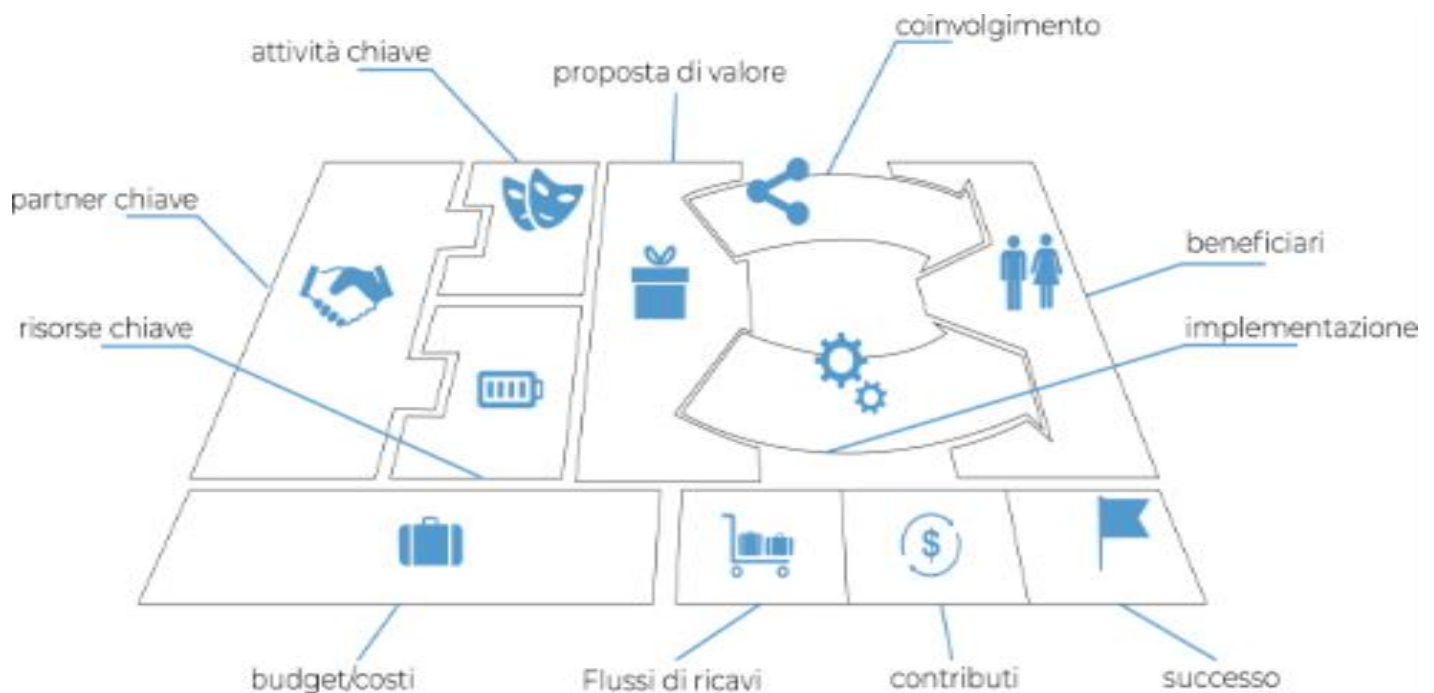 coinvolgimento
attività chiave
proposta di valore
partner chiave
beneficiari
risorse chiave
implementazione
$
budget/costi
Flussi di ricavi
contributi
successo